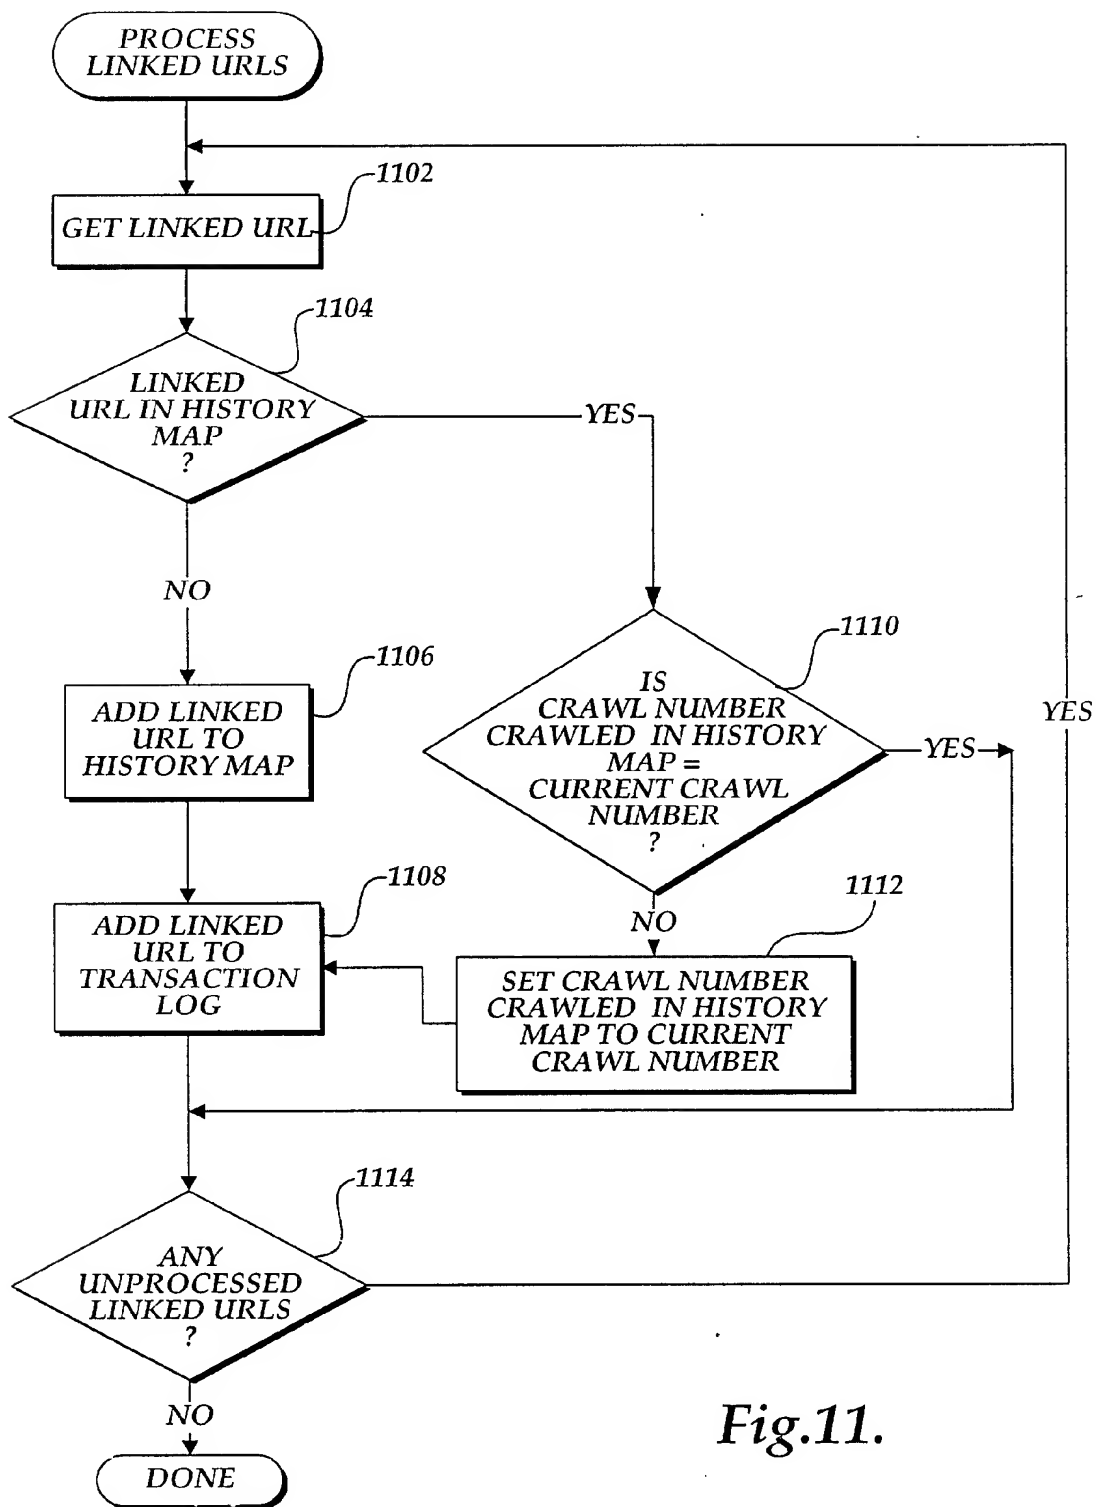 PROCESS
LINKED URLS
1102
GET LINKED URL
1104
LINKED
URL IN HISTORY
MAP
?
YES
NO
1106
ADD LINKED
URL TO
HISTORY MAP
1110
IS
CRAWL NUMBER
CRAWLED IN HISTORY
MAP =
CURRENT CRAWL
NUMBER
?
YES
YES
NO
1108
ADD LINKED
URL TO
TRANSACTION
LOG
1112
SET CRAWL NUMBER
CRAWLED IN HISTORY
MAP TO CURRENT
CRAWL NUMBER
1114
ANY
UNPROCESSED
LINKED URLS
?
NO
DONE
Fig.11.